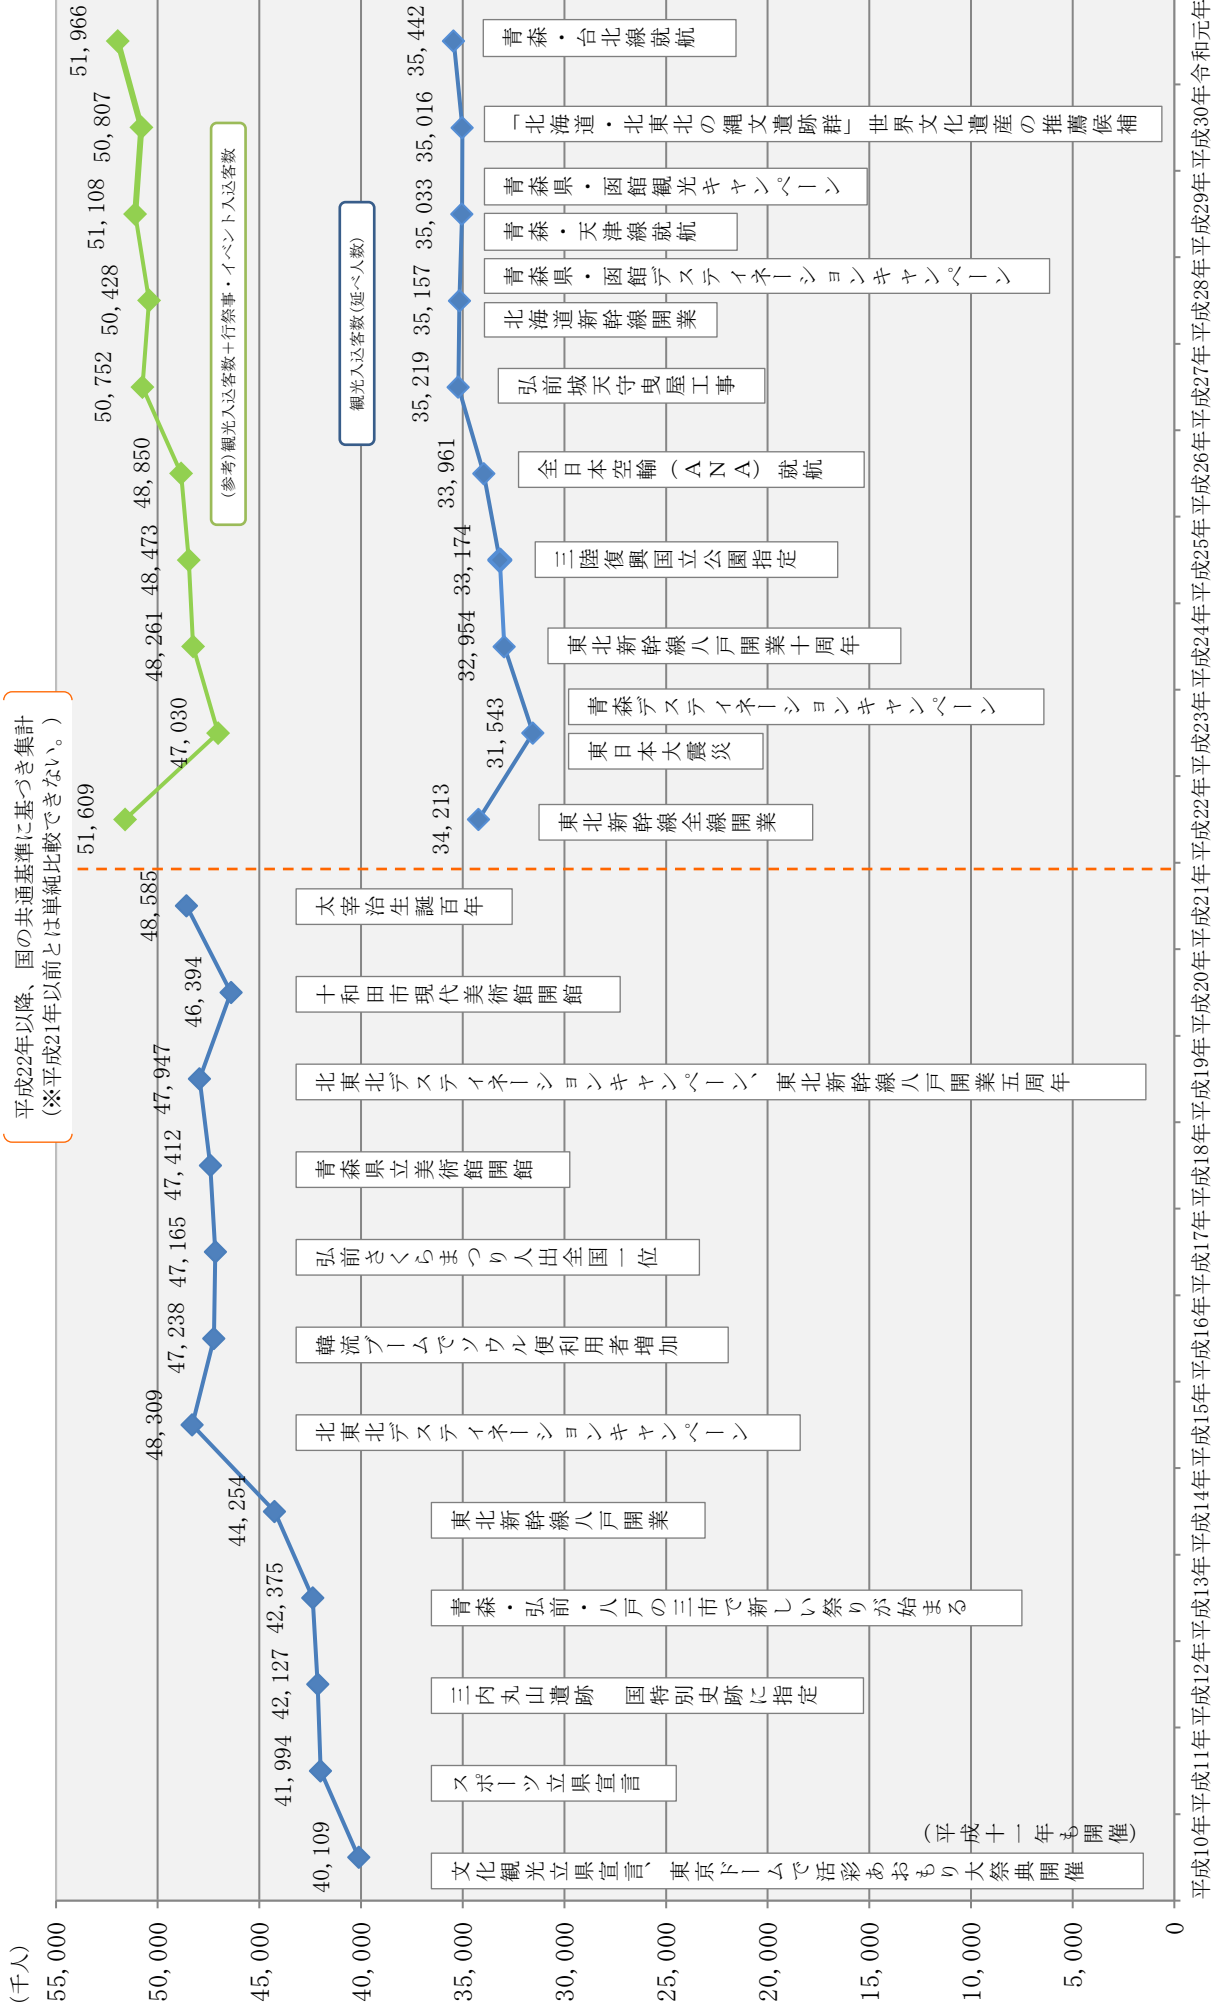 (千人)
平成22年以降、国の共通基準に基づき集計
(※平成21年以前とは単純比較できない。)
55,000
50,000
45,000
40,000
35,000
30,000
25,000
20,000
15,000
10,000
5,000
0
40,109
41,994
42,127
42,375
44,254
48,309
47,238
47,165
47,412
47,947
46,394
48,585
51,609
47,030
48,261
48,473
48,850
50,752
50,428
51,108
50,807
51,966
(参考)観光入込客数+行祭事・イベント入込客数
観光入込客数(延べ人数)
34,213
31,543
32,954
33,174
33,961
35,219
35,157
35,033
35,016
35,442
文化観光立県宣言、東京ドームで活彩あおもり大祭典開催
(平成十一年も開催)
スポーツ立県宣言
三内丸山遺跡 国特別史跡に指定
青森・弘前・八戸の三市で新しい祭りが始まる
東北新幹線八戸開業
北東北デスティネーションキャンペーン
韓流ブームでソウル便利用者増加
弘前さくらまつり人出全国一位
青森県立美術館開館
北東北デスティネーションキャンペーン、東北新幹線八戸開業五周年
十和田市現代美術館開館
太宰治生誕百年
東北新幹線全線開業
東日本大震災
青森デスティネーションキャンペーン
東北新幹線八戸開業十周年
三陸復興国立公園指定
全日本空輸(ANA)就航
弘前城天守曳屋工事
北海道新幹線開業
青森県・函館デスティネーションキャンペーン
青森・天津線就航
青森県・函館観光キャンペーン
「北海道・北東北の縄文遺跡群」世界文化遺産の推薦候補
青森・台北線就航
平成10年平成11年平成12年平成13年平成14年平成15年平成16年平成17年平成18年平成19年平成20年平成21年平成22年平成23年平成24年平成25年平成26年平成27年平成28年平成29年平成30年令和元年